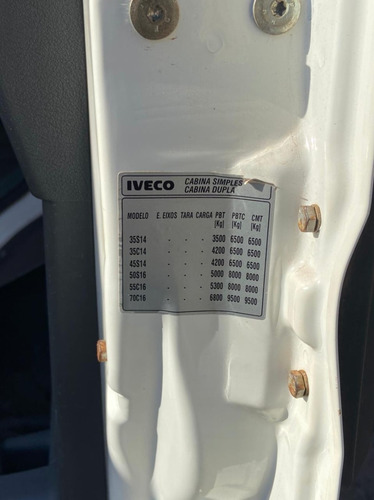 IVECO CABINA SIMPLES
CABINA DUPLA
MODELO E. EIXOS TARA CARGA PBT PBTC CMT
[Kg] [Kg] [Kg]
35S14 - - - 3500 6500 6500
35C14 - - - 4200 6500 6500
45S14 - - - 4200 6500 6500
50S16 - - - 5000 8000 8000
55C16 - - - 5300 8000 8000
70C16 - - - 6800 9500 9500